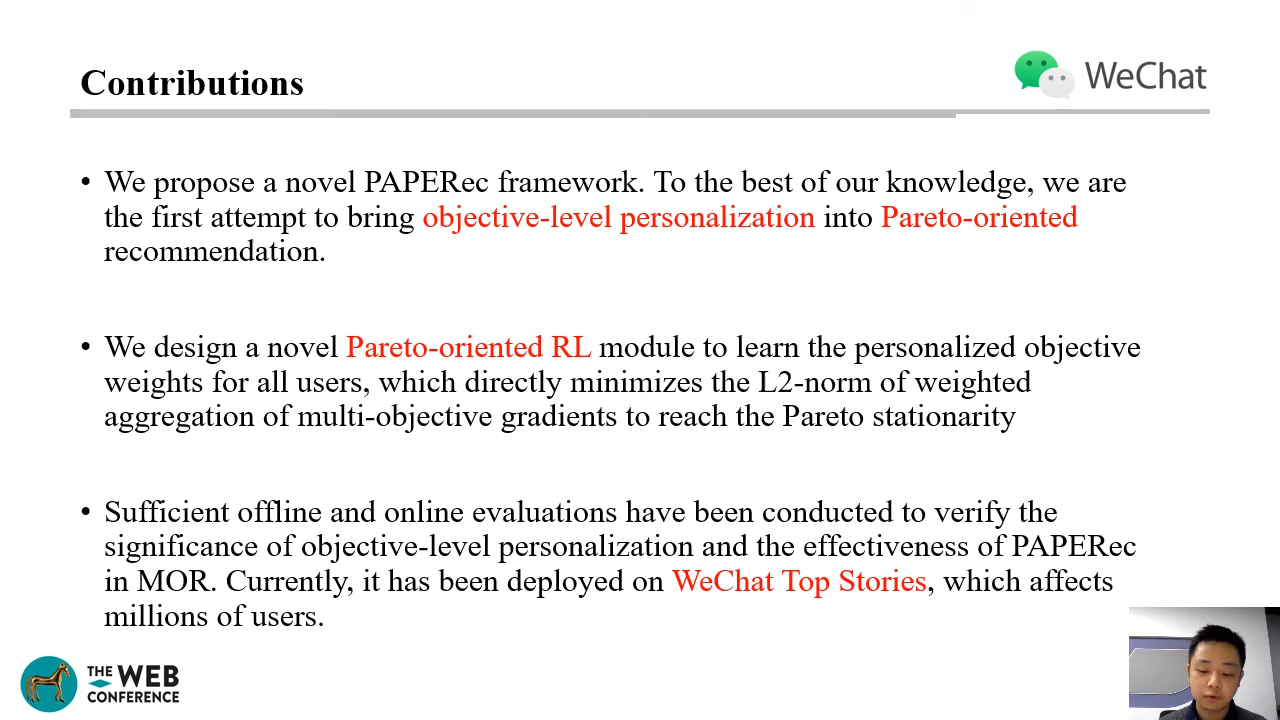 Contributions
WeChat
• We propose a novel PAPERec framework. To the best of our knowledge, we are
the first attempt to bring objective-level personalization into Pareto-oriented
recommendation.
• We design a novel Pareto-oriented RL module to learn the personalized objective
weights for all users, which directly minimizes the L2-norm of weighted
aggregation of multi-objective gradients to reach the Pareto stationarity
• Sufficient offline and online evaluations have been conducted to verify the
significance of objective-level personalization and the effectiveness of PAPERec
in MOR. Currently, it has been deployed on WeChat Top Stories, which affects
millions of users.
THE WEB
CONFERENCE